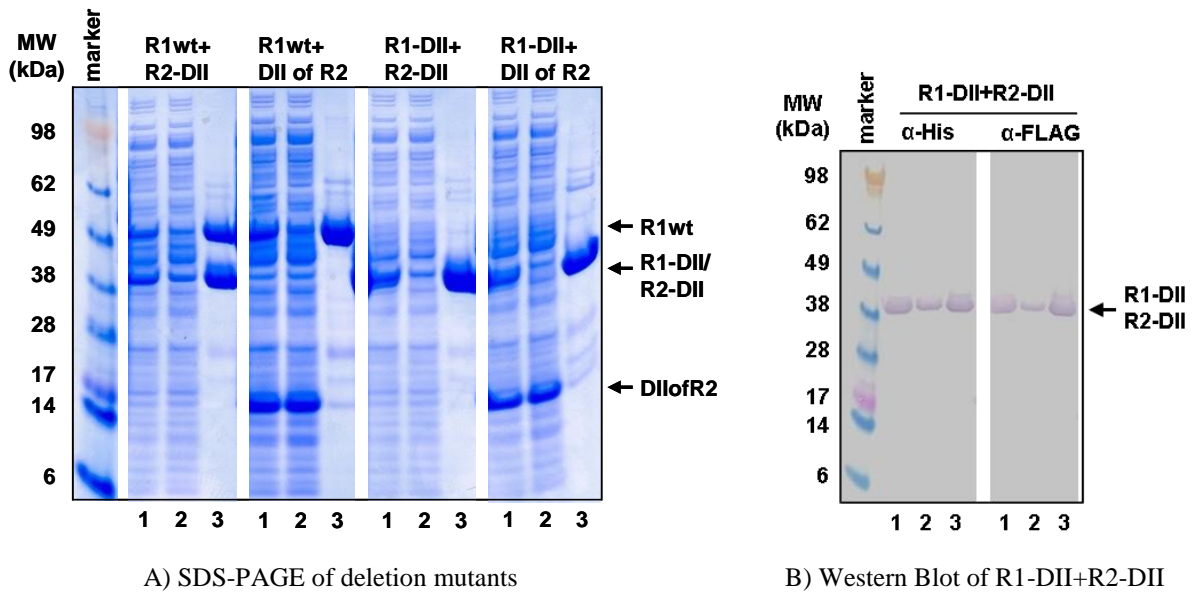 MW
(kDa)
marker
R1wt+
R2-DII
R1wt+
DII of R2
R1-DII+
R2-DII
R1-DII+
DII of R2
98
62
49
38
28
17
14
6
R1wt
R1-DII/
R2-DII
DIIofR2
1 2 3 1 2 3 1 2 3 1 2 3
A) SDS-PAGE of deletion mutants
MW
(kDa)
marker
R1-DII+R2-DII
α-His α-FLAG
98
62
49
38
28
17
14
6
R1-DII
R2-DII
1 2 3 1 2 3
B) Western Blot of R1-DII+R2-DII